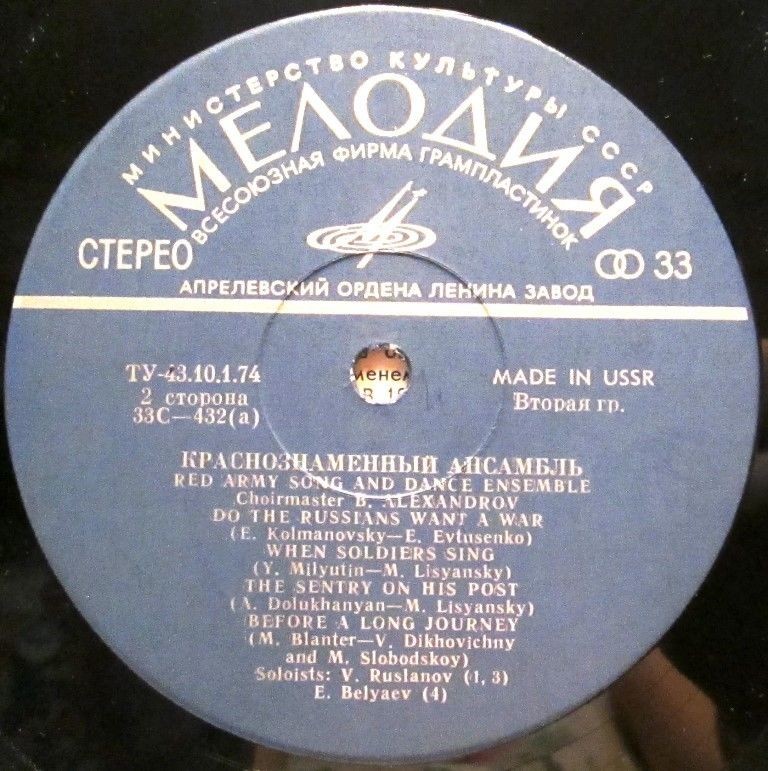 МИНИСТЕРСТВО КУЛЬТУРЫ СССР
МЕЛОДИЯ
ВСЕСОЮЗНАЯ ФИРМА ГРАМПЛАСТИНОК
СТЕРЕО
33
АПРЕЛЕВСКИЙ ОРДЕНА ЛЕНИНА ЗАВОД
ТУ-43.10.1.74
2 сторона
33С—432(а)
MADE IN USSR
Вторая гр.
КРАСНОЗНАМЕННЫЙ АНСАМБЛЬ
RED ARMY SONG AND DANCE ENSEMBLE
Choirmaster B. ALEXANDROV
DO THE RUSSIANS WANT A WAR
(E. Kolmanovsky—E. Evtusenko)
WHEN SOLDIERS SING
(Y. Milyutin—M. Lisyansky)
THE SENTRY ON HIS POST
(A. Dolukhanyan—M. Lisyansky)
BEFORE A LONG JOURNEY
(M. Blanter—V. Dikhovichny
and M. Slobodskoy)
Soloists: V. Ruslanov (1, 3)
E. Belyaev (4)